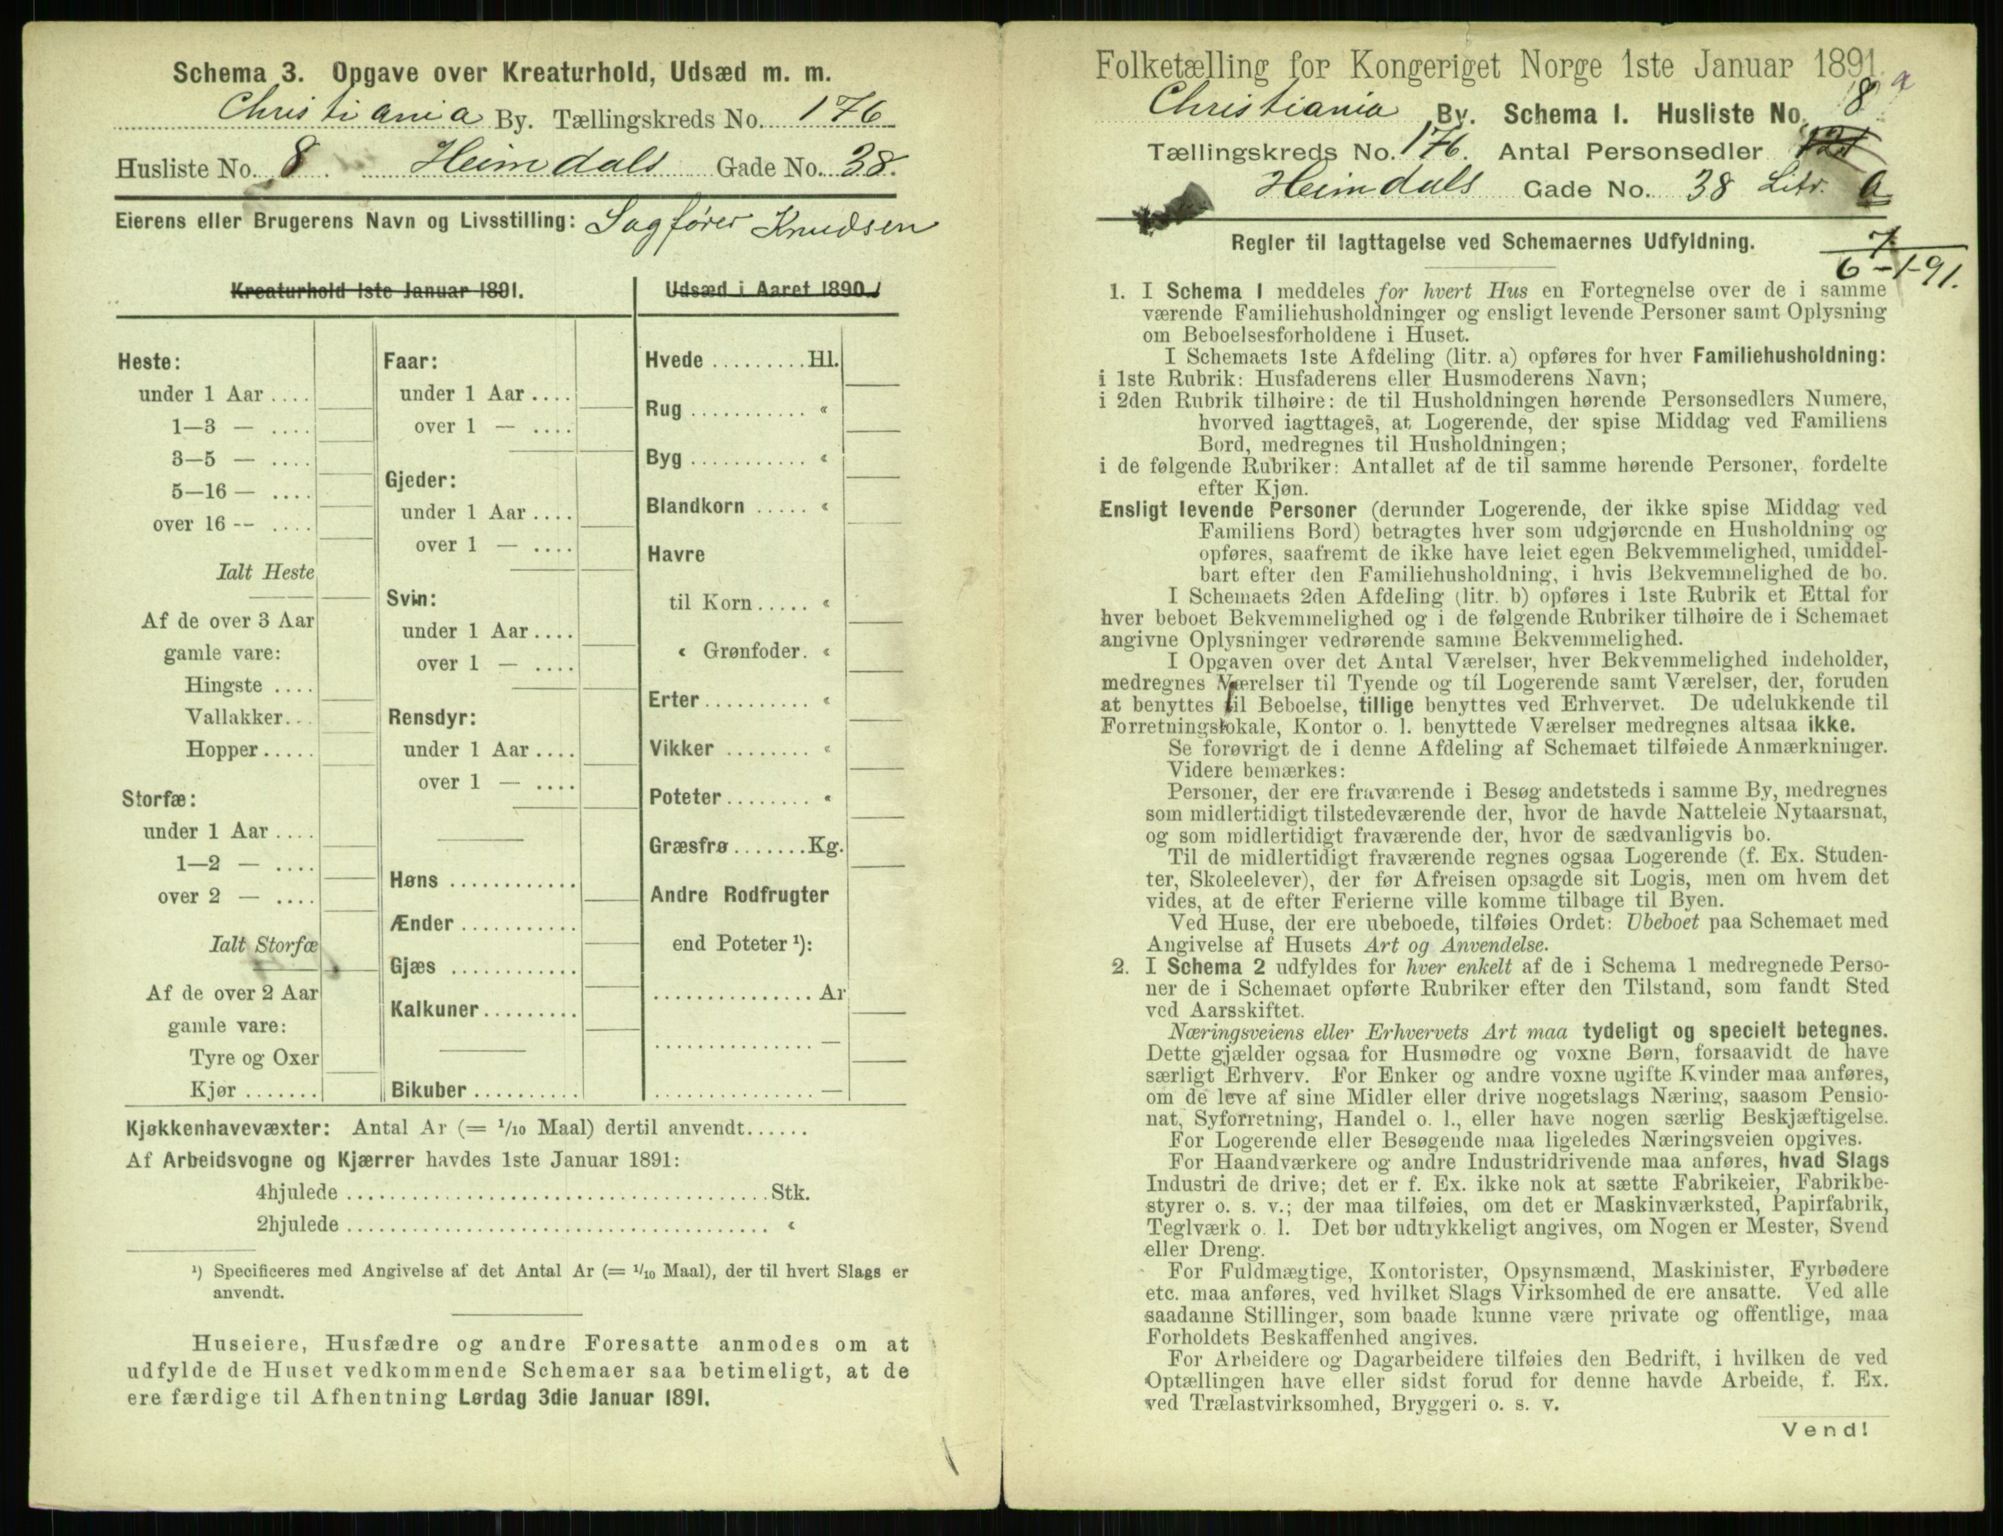 Schema 3. Opgave over Kreaturhold, Udsæd m. m.
Christiania By. Tællingskreds No. 176
Husliste No. 8. Heimdals Gade No. 38.
Eierens eller Brugerens Navn og Livsstilling: Sagfører Knudsen
Kreaturhold 1ste Januar 1891.
Heste:
under 1 Aar ....
1—3 — ....
3—5 — ....
5—16 — ....
over 16 -- ....
Ialt Heste
Af de over 3 Aar
gamle vare:
Hingste ....
Vallakker...
Hopper.....
Storfæ:
under 1 Aar ....
1—2 — ....
over 2 — ....
Ialt Storfæ
Af de over 2 Aar
gamle vare:
Tyre og Oxer
Kjør .......
Faar:
under 1 Aar ....
over 1 — ....
Gjeder:
under 1 Aar ....
over 1 — ....
Svin:
under 1 Aar ....
over 1 — ....
Rensdyr:
under 1 Aar ....
over 1 — ....
Høns ............
Ænder ...........
Gjæs ............
Kalkuner.........
Bikuber ..........
Udsæd i Aaret 1890.
Hvede .........Hl.
Rug ........... «
Byg ........... «
Blandkorn ..... «
Havre
til Korn..... «
« Grønfoder. «
Erter.......... «
Vikker ........ «
Poteter........ «
Græsfrø.......Kg.
Andre Rodfrugter
end Poteter ¹):
............... Ar
............... —
............... —
Kjøkkenhavevæxter: Antal Ar (= 1/10 Maal) dertil anvendt......
Af Arbeidsvogne og Kjærrer havdes 1ste Januar 1891:
4hjulede ........................................ Stk.
2hjulede ........................................ «
¹) Specificeres med Angivelse af det Antal Ar (= 1/10 Maal), der til hvert Slags er
anvendt.
Huseiere, Husfædre og andre Foresatte anmodes om at
udfylde de Huset vedkommende Schemaer saa betimeligt, at de
ere færdige til Afhentning Lørdag 3die Januar 1891.
Folketælling for Kongeriget Norge 1ste Januar 1891.
Christiania By. Schema I. Husliste No. 8 a
Tællingskreds No. 176. Antal Personsedler 121
Heimdals Gade No. 38 Litr. a
7/6-1-91.
Regler til Iagttagelse ved Schemaernes Udfyldning.
1. I Schema I meddeles for hvert Hus en Fortegnelse over de i samme
værende Familiehusholdninger og ensligt levende Personer samt Oplysning
om Beboelsesforholdene i Huset.
I Schemaets 1ste Afdeling (litr. a) opføres for hver Familiehusholdning:
i 1ste Rubrik: Husfaderens eller Husmoderens Navn;
i 2den Rubrik tilhøire: de til Husholdningen hørende Personsedlers Numere,
hvorved iagttages, at Logerende, der spise Middag ved Familiens
Bord, medregnes til Husholdningen;
i de følgende Rubriker: Antallet af de til samme hørende Personer, fordelte
efter Kjøn.
Ensligt levende Personer (derunder Logerende, der ikke spise Middag ved
Familiens Bord) betragtes hver som udgjørende en Husholdning og
opføres, saafremt de ikke have leiet egen Bekvemmelighed, umiddel-
bart efter den Familiehusholdning, i hvis Bekvemmelighed de bo.
I Schemaets 2den Afdeling (litr. b) opføres i 1ste Rubrik et Ettal for
hver beboet Bekvemmelighed og i de følgende Rubriker tilhøire de i Schemaet
angivne Oplysninger vedrørende samme Bekvemmelighed.
I Opgaven over det Antal Værelser, hver Bekvemmelighed indeholder,
medregnes Værelser til Tyende og til Logerende samt Værelser, der, foruden
at benyttes til Beboelse, tillige benyttes ved Erhvervet. De udelukkende til
Forretningslokale, Kontor o. l. benyttede Værelser medregnes altsaa ikke.
Se forøvrigt de i denne Afdeling af Schemaet tilføiede Anmærkninger.
Videre bemærkes:
Personer, der ere fraværende i Besøg andetsteds i samme By, medregnes
som midlertidigt tilstedeværende der, hvor de havde Natteleie Nytaarsnat,
og som midlertidigt fraværende der, hvor de sædvanligvis bo.
Til de midlertidigt fraværende regnes ogsaa Logerende (f. Ex. Studen-
ter, Skoleelever), der før Afreisen opsagde sit Logis, men om hvem det
vides, at de efter Ferierne ville komme tilbage til Byen.
Ved Huse, der ere ubeboede, tilføies Ordet: Ubeboet paa Schemaet med
Angivelse af Husets Art og Anvendelse.
2. I Schema 2 udfyldes for hver enkelt af de i Schema 1 medregnede Perso-
ner de i Schemaet opførte Rubriker efter den Tilstand, som fandt Sted
ved Aarsskiftet.
Næringsveiens eller Erhvervets Art maa tydeligt og specielt betegnes.
Dette gjælder ogsaa for Husmødre og voxne Børn, forsaavidt de have
særligt Erhverv. For Enker og andre voxne ugifte Kvinder maa anføres,
om de leve af sine Midler eller drive nogetslags Næring, saasom Pensio-
nat, Syforretning, Handel o. l., eller have nogen særlig Beskjæftigelse.
For Logerende eller Besøgende maa ligeledes Næringsveien opgives.
For Haandværkere og andre Industridrivende maa anføres, hvad Slags
Industri de drive; det er f. Ex. ikke nok at sætte Fabrikeier, Fabrikbe-
styrer o. s. v.; der maa tilføies, om det er Maskinværksted, Papirfabrik,
Teglværk o. l. Det bør udtrykkeligt angives, om Nogen er Mester, Svend
eller Dreng.
For Fuldmægtige, Kontorister, Opsynsmænd, Maskinister, Fyrbødere
etc. maa anføres, ved hvilket Slags Virksomhed de ere ansatte. Ved alle
saadanne Stillinger, som baade kunne være private og offentlige, maa
Forholdets Beskaffenhed angives.
For Arbeidere og Dagarbeidere tilføies den Bedrift, i hvilken de ved
Optællingen have eller sidst forud for denne havde Arbeide, f. Ex.
ved Trælastvirksomhed, Bryggeri o. s. v.
Vend!